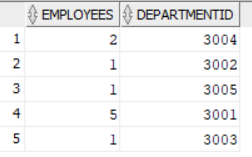 EMPLOYEES DEPARTMENTID
1 2 3004
2 1 3002
3 1 3005
4 5 3001
5 1 3003